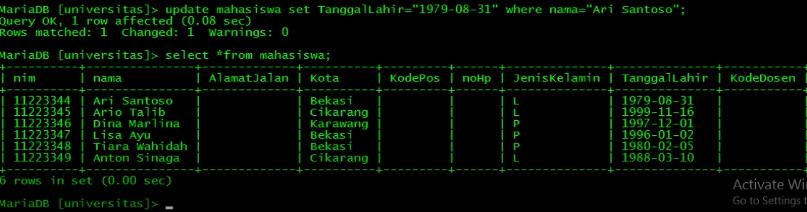 MariaDB [universitas]> update mahasiswa set TanggalLahir="1979-08-31" where nama="Ari Santoso";
Query OK, 1 row affected (0.08 sec)
Rows matched: 1  Changed: 1  Warnings: 0
MariaDB [universitas]> select *from mahasiswa;
| nim | nama | AlamatJalan | Kota | KodePos | noHp | JenisKelamin | TanggalLahir | KodeDosen |
| 11223344 | Ari Santoso | | Bekasi | | | L | 1979-08-31 | |
| 11223345 | Ario Talib | | Cikarang | | | L | 1999-11-16 | |
| 11223346 | Dina Marlina | | Karawang | | | P | 1997-12-01 | |
| 11223347 | Lisa Ayu | | Bekasi | | | P | 1996-01-02 | |
| 11223348 | Tiara Wahidah | | Bekasi | | | P | 1980-02-05 | |
| 11223349 | Anton Sinaga | | Cikarang | | | L | 1988-03-10 | |
6 rows in set (0.00 sec)
MariaDB [universitas]> _
Activate Wi
Go to Settings